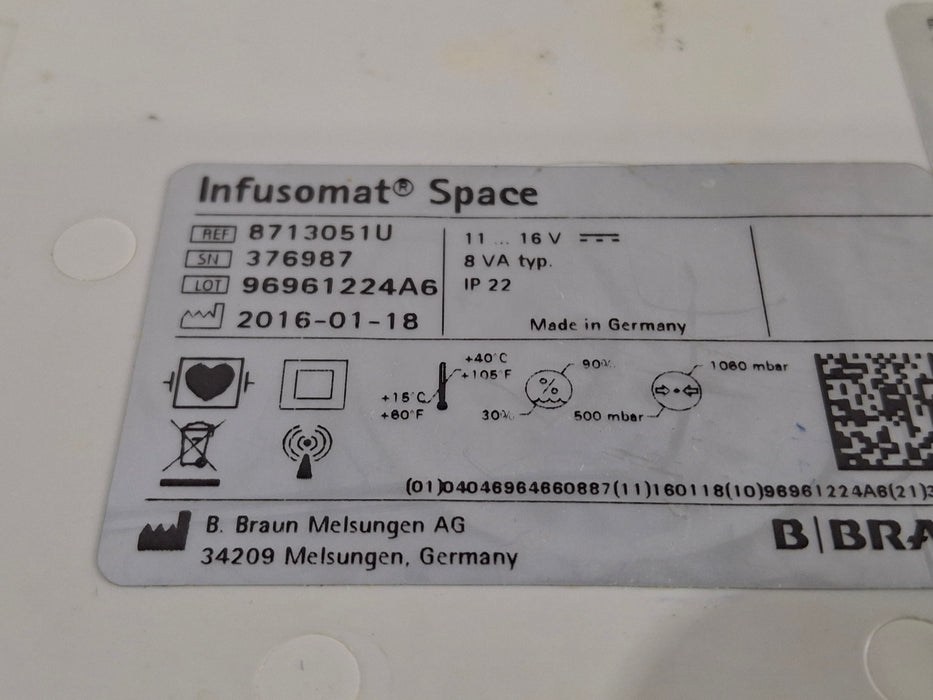 Infusomat® Space
REF 8713051U
SN 376987
LOT 96961224A6
2016-01-18
11 ... 16 V
8 VA typ.
IP 22
Made in Germany
+40°C
+105°F
+15°C
+60°F
%
90%
30%
1060 mbar
500 mbar
(01)04046964660887(11)160118(10)96961224A6(21)3
B. Braun Melsungen AG
34209 Melsungen, Germany
B|BRA